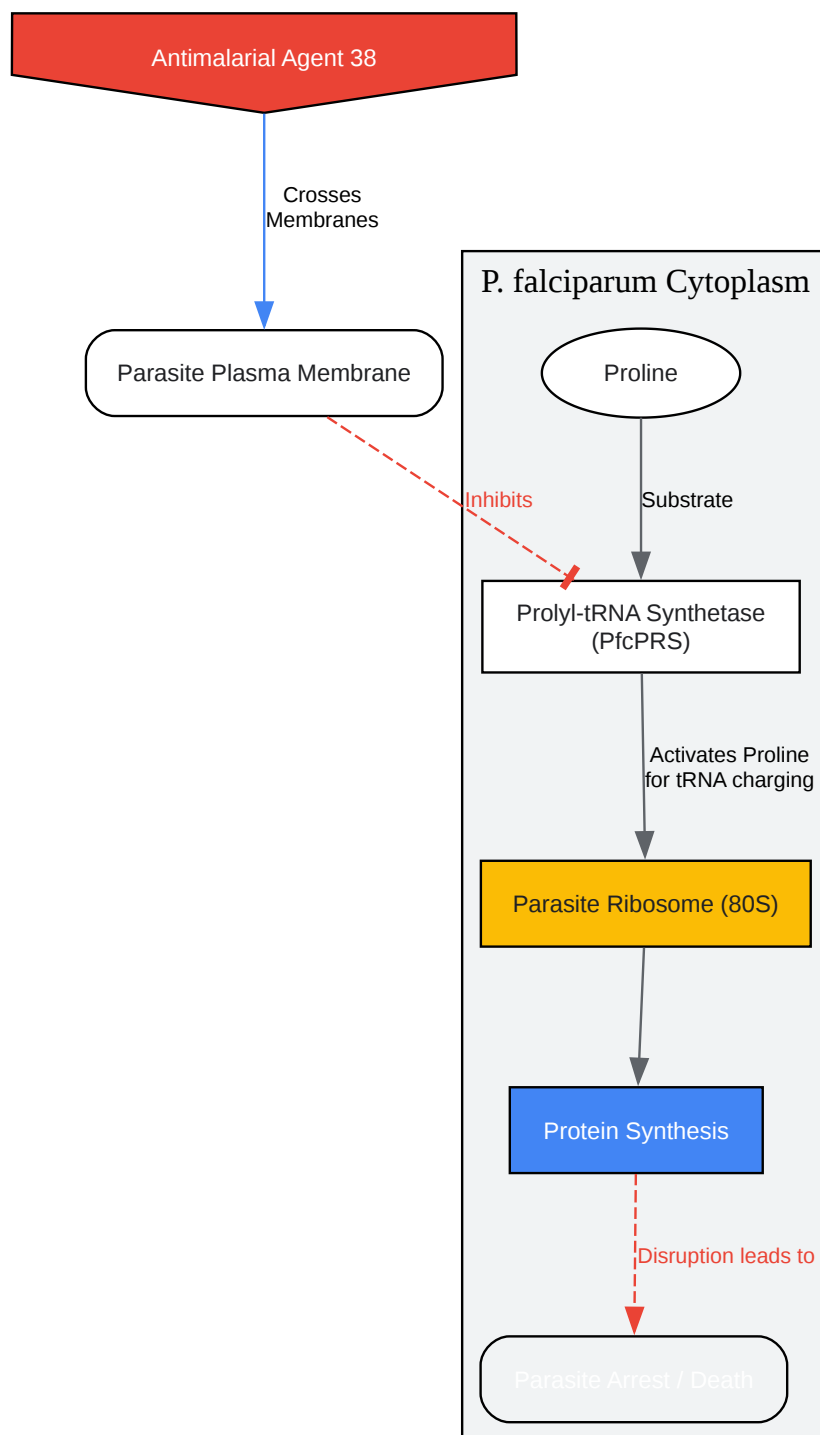 Antimalarial Agent 38
Crosses
Membranes
P. falciparum Cytoplasm
Parasite Plasma Membrane
Proline
Inhibits
Substrate
Prolyl-tRNA Synthetase
(PfcPRS)
Activates Proline
for tRNA charging
Parasite Ribosome (80S)
Protein Synthesis
Disruption leads to
Parasite Arrest / Death